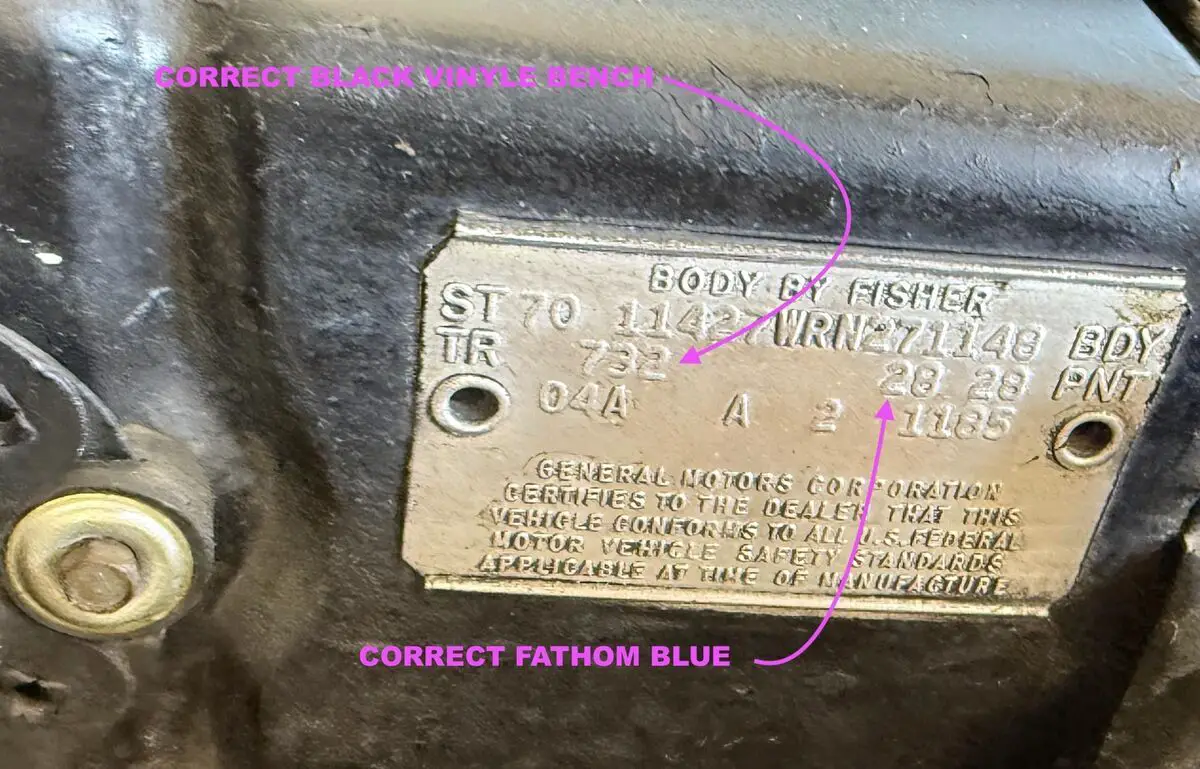 CORRECT BLACK VINYLE BENCH
BODY BY FISHER
ST 70 11427WRN271148 BDY
TR 732 28 28 PNT
04A A 2 1185
GENERAL MOTORS CORPORATION
CERTIFIES TO THE DEALER THAT THIS
VEHICLE CONFORMS TO ALL U.S. FEDERAL
MOTOR VEHICLE SAFETY STANDARDS
APPLICABLE AT TIME OF MANUFACTURE
CORRECT FATHOM BLUE